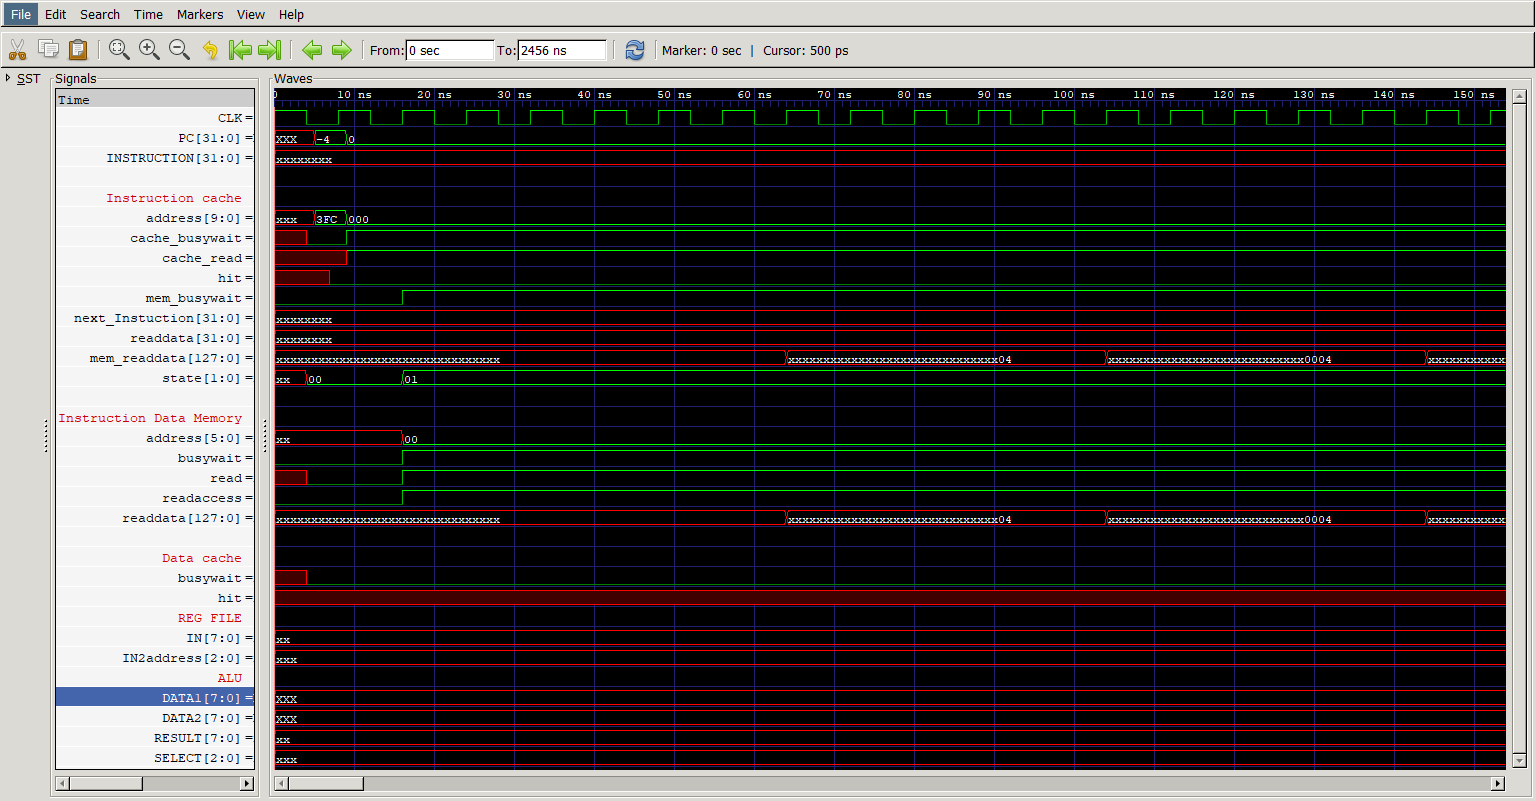 File Edit Search Time Markers View Help
From: 0 sec To: 2456 ns Marker: 0 sec | Cursor: 500 ps
SST
Signals
Waves
Time
0 10 ns 20 ns 30 ns 40 ns 50 ns 60 ns 70 ns 80 ns 90 ns 100 ns 110 ns 120 ns 130 ns 140 ns 150 ns
CLK =
PC[31:0] = XXX -4 0
INSTRUCTION[31:0] = xxxxxxxx
Instruction cache
address[9:0] = xxx 3FC 000
cache_busywait =
cache_read =
hit =
mem_busywait =
next_Instuction[31:0] = xxxxxxxx
readdata[31:0] = xxxxxxxx
mem_readdata[127:0] = xxxxxxxxxxxxxxxxxxxxxxxxxxxxxxxx xxxxxxxxxxxxxxxxxxxxxxxxxxxxxx04 xxxxxxxxxxxxxxxxxxxxxxxxxxxx0004 xxxxxxxxxxx
state[1:0] = xx 00 01
Instruction Data Memory
address[5:0] = xx 00
busywait =
read =
readaccess =
readdata[127:0] = xxxxxxxxxxxxxxxxxxxxxxxxxxxxxxxx xxxxxxxxxxxxxxxxxxxxxxxxxxxxxx04 xxxxxxxxxxxxxxxxxxxxxxxxxxxx0004 xxxxxxxxxxx
Data cache
busywait =
hit =
REG FILE
IN[7:0] = xx
IN2address[2:0] = xxx
ALU
DATA1[7:0] = XXX
DATA2[7:0] = XXX
RESULT[7:0] = xx
SELECT[2:0] = xxx